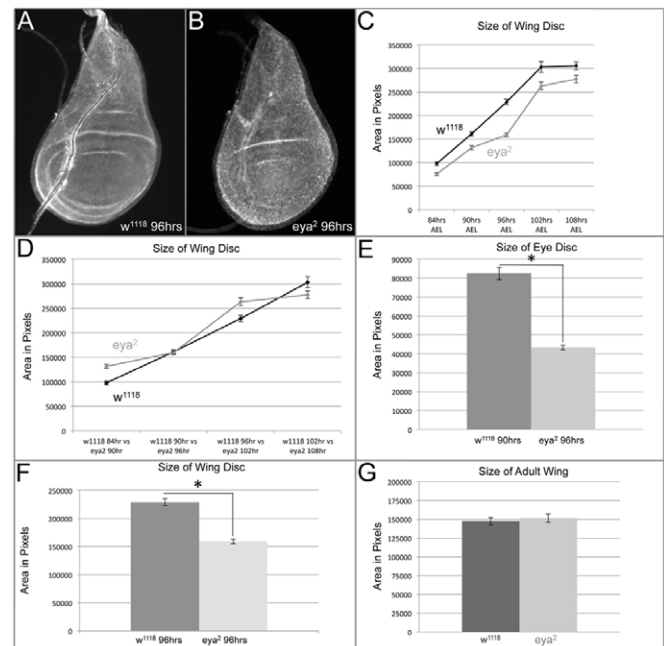 A
w1118 96hrs
B
eya2 96hrs
C
Size of Wing Disc
Area in Pixels
350000
300000
250000
200000
150000
100000
50000
0
w1118
eya2
84hrs AEL
90hrs AEL
96hrs AEL
102hrs AEL
108hrs AEL
D
Size of Wing Disc
Area in Pixels
350000
300000
250000
200000
150000
100000
50000
0
eya2
w1118
w1118 84hr vs eya2 90hr
w1118 90hr vs eya2 96hr
w1118 96hr vs eya2 102hr
w1118 102hr vs eya2 108hr
E
Size of Eye Disc
*
Area in Pixels
90000
80000
70000
60000
50000
40000
30000
20000
10000
0
w1118 90hrs
eya2 96hrs
F
Size of Wing Disc
*
Area in Pixels
250000
200000
150000
100000
50000
0
w1118 96hrs
eya2 96hrs
G
Size of Adult Wing
Area in Pixels
250000
225000
200000
175000
150000
125000
100000
75000
50000
25000
0
w1118
eya2